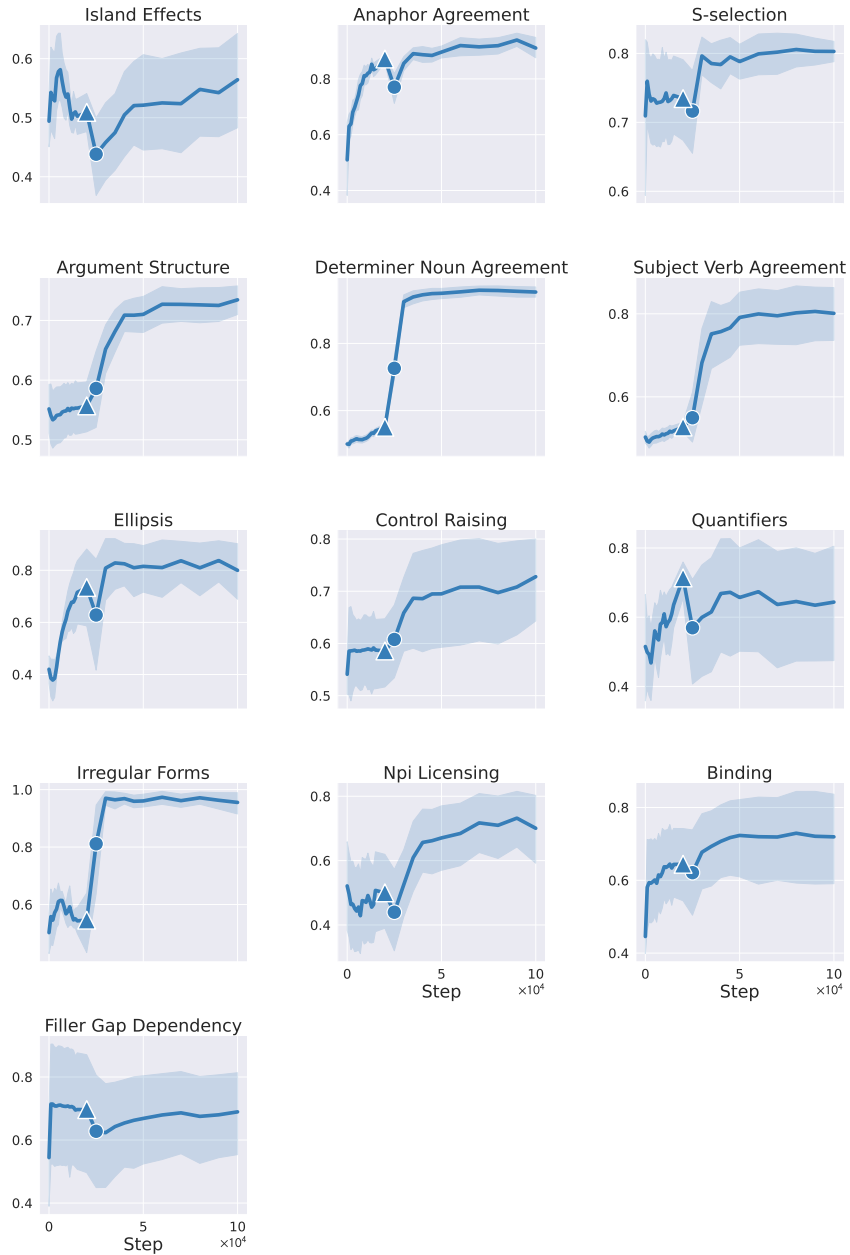 Island Effects
Anaphor Agreement
S-selection
0.6
0.5
0.4
0.8
0.6
0.4
0.8
0.7
0.6
Argument Structure
Determiner Noun Agreement
Subject Verb Agreement
0.7
0.6
0.5
0.8
0.6
0.8
0.6
Ellipsis
Control Raising
Quantifiers
0.8
0.6
0.4
0.8
0.7
0.6
0.5
0.8
0.6
0.4
Irregular Forms
Npi Licensing
Binding
1.0
0.8
0.6
0.8
0.6
0.4
0.8
0.6
0.4
0 5 10
Step ×10⁴
0 5 10
Step ×10⁴
Filler Gap Dependency
0.8
0.6
0.4
0 5 10
Step ×10⁴